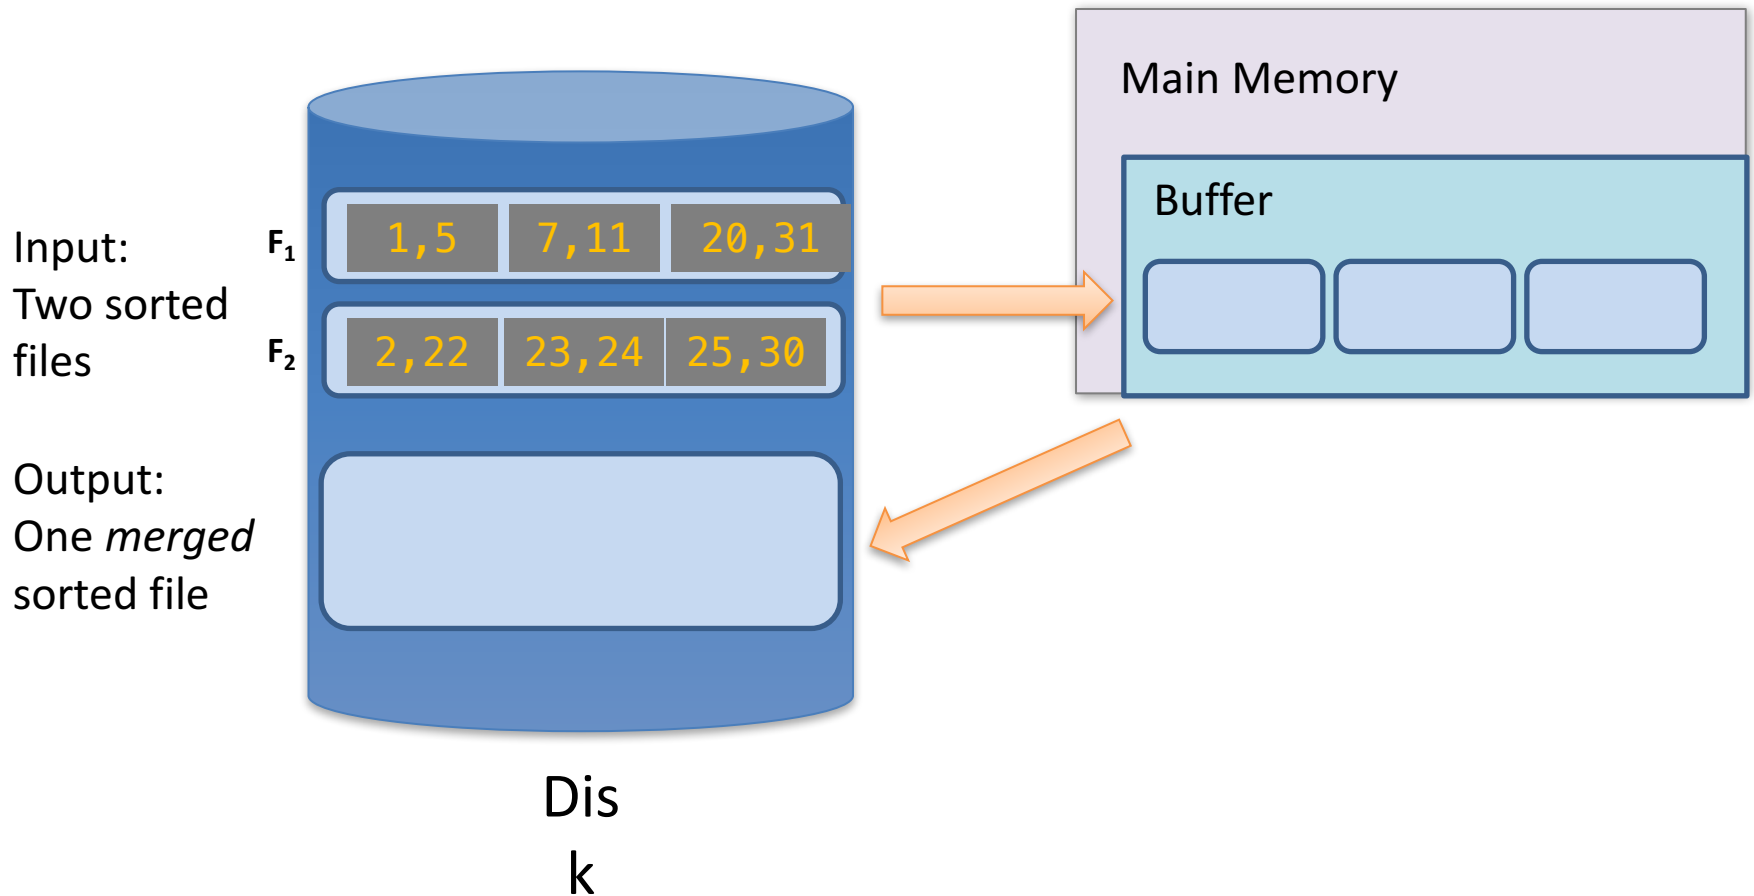 Main Memory
Buffer
Input:
Two sorted
files
F₁
1,5
7,11
20,31
F₂
2,22
23,24
25,30
Output:
One merged
sorted file
Dis
k